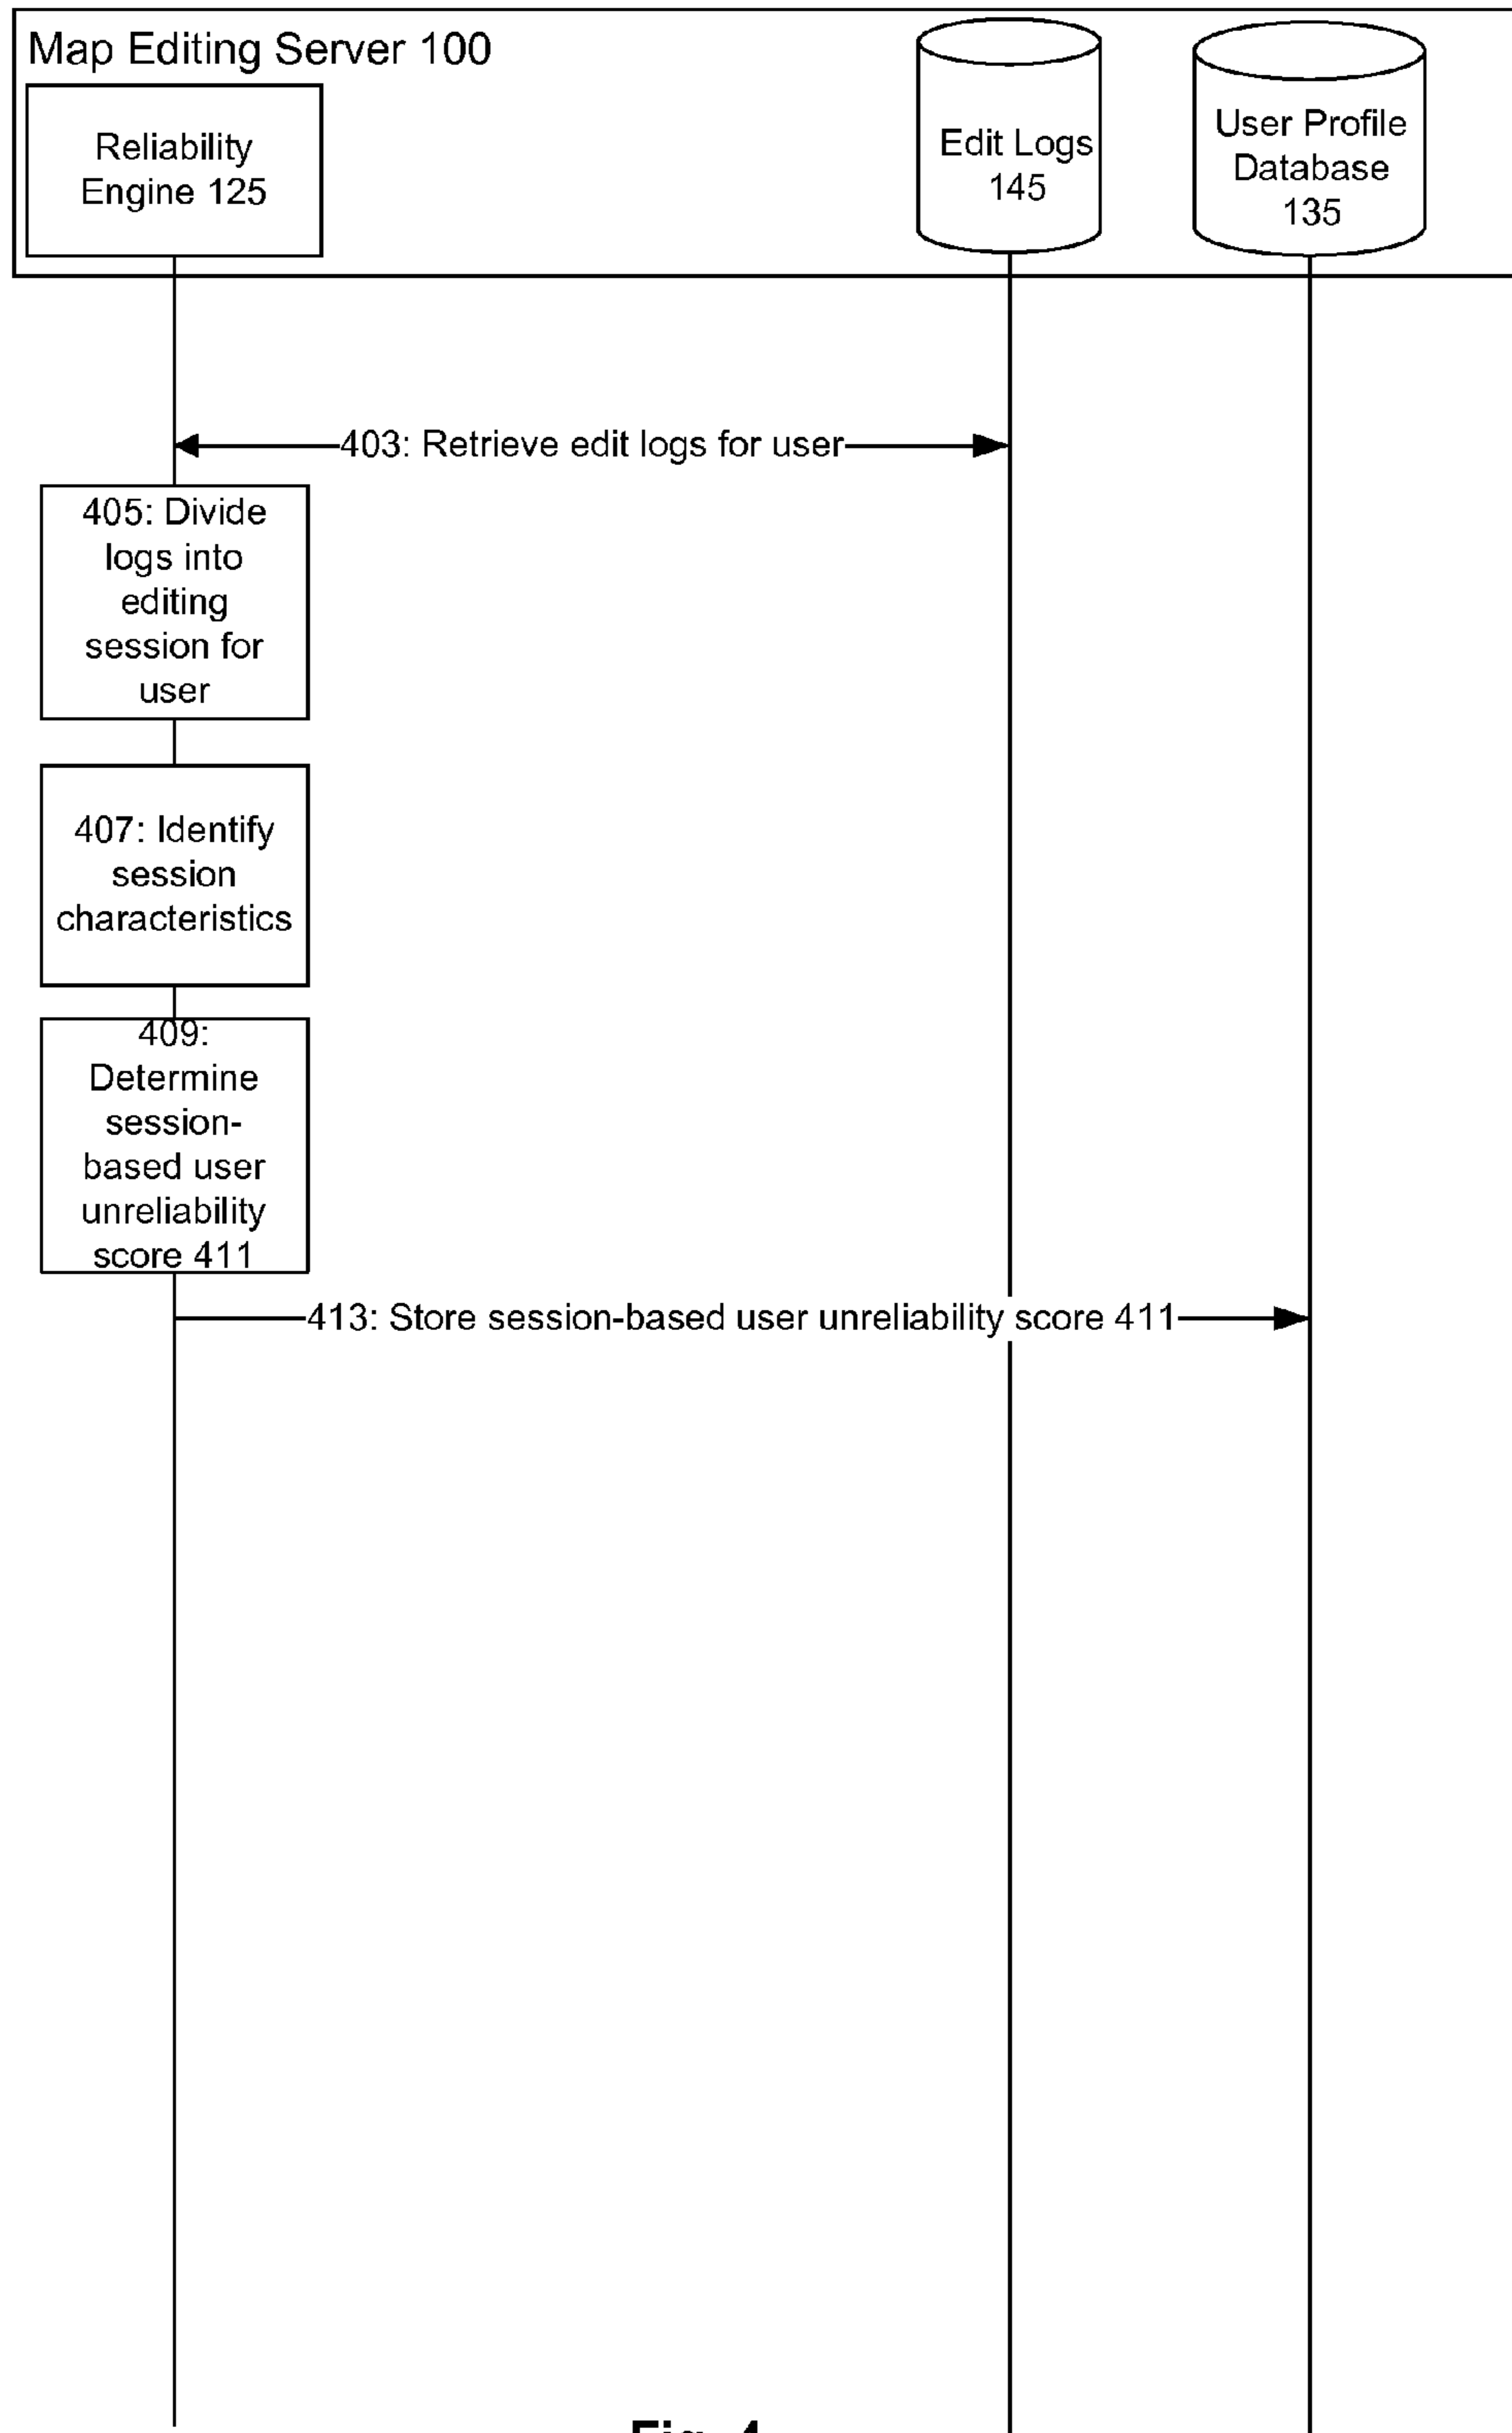 Map Editing Server 100
Reliability
Engine 125
Edit Logs
145
User Profile
Database
135
403: Retrieve edit logs for user
405: Divide
logs into
editing
session for
user
407: Identify
session
characteristics
409:
Determine
session-
based user
unreliability
score 411
413: Store session-based user unreliability score 411